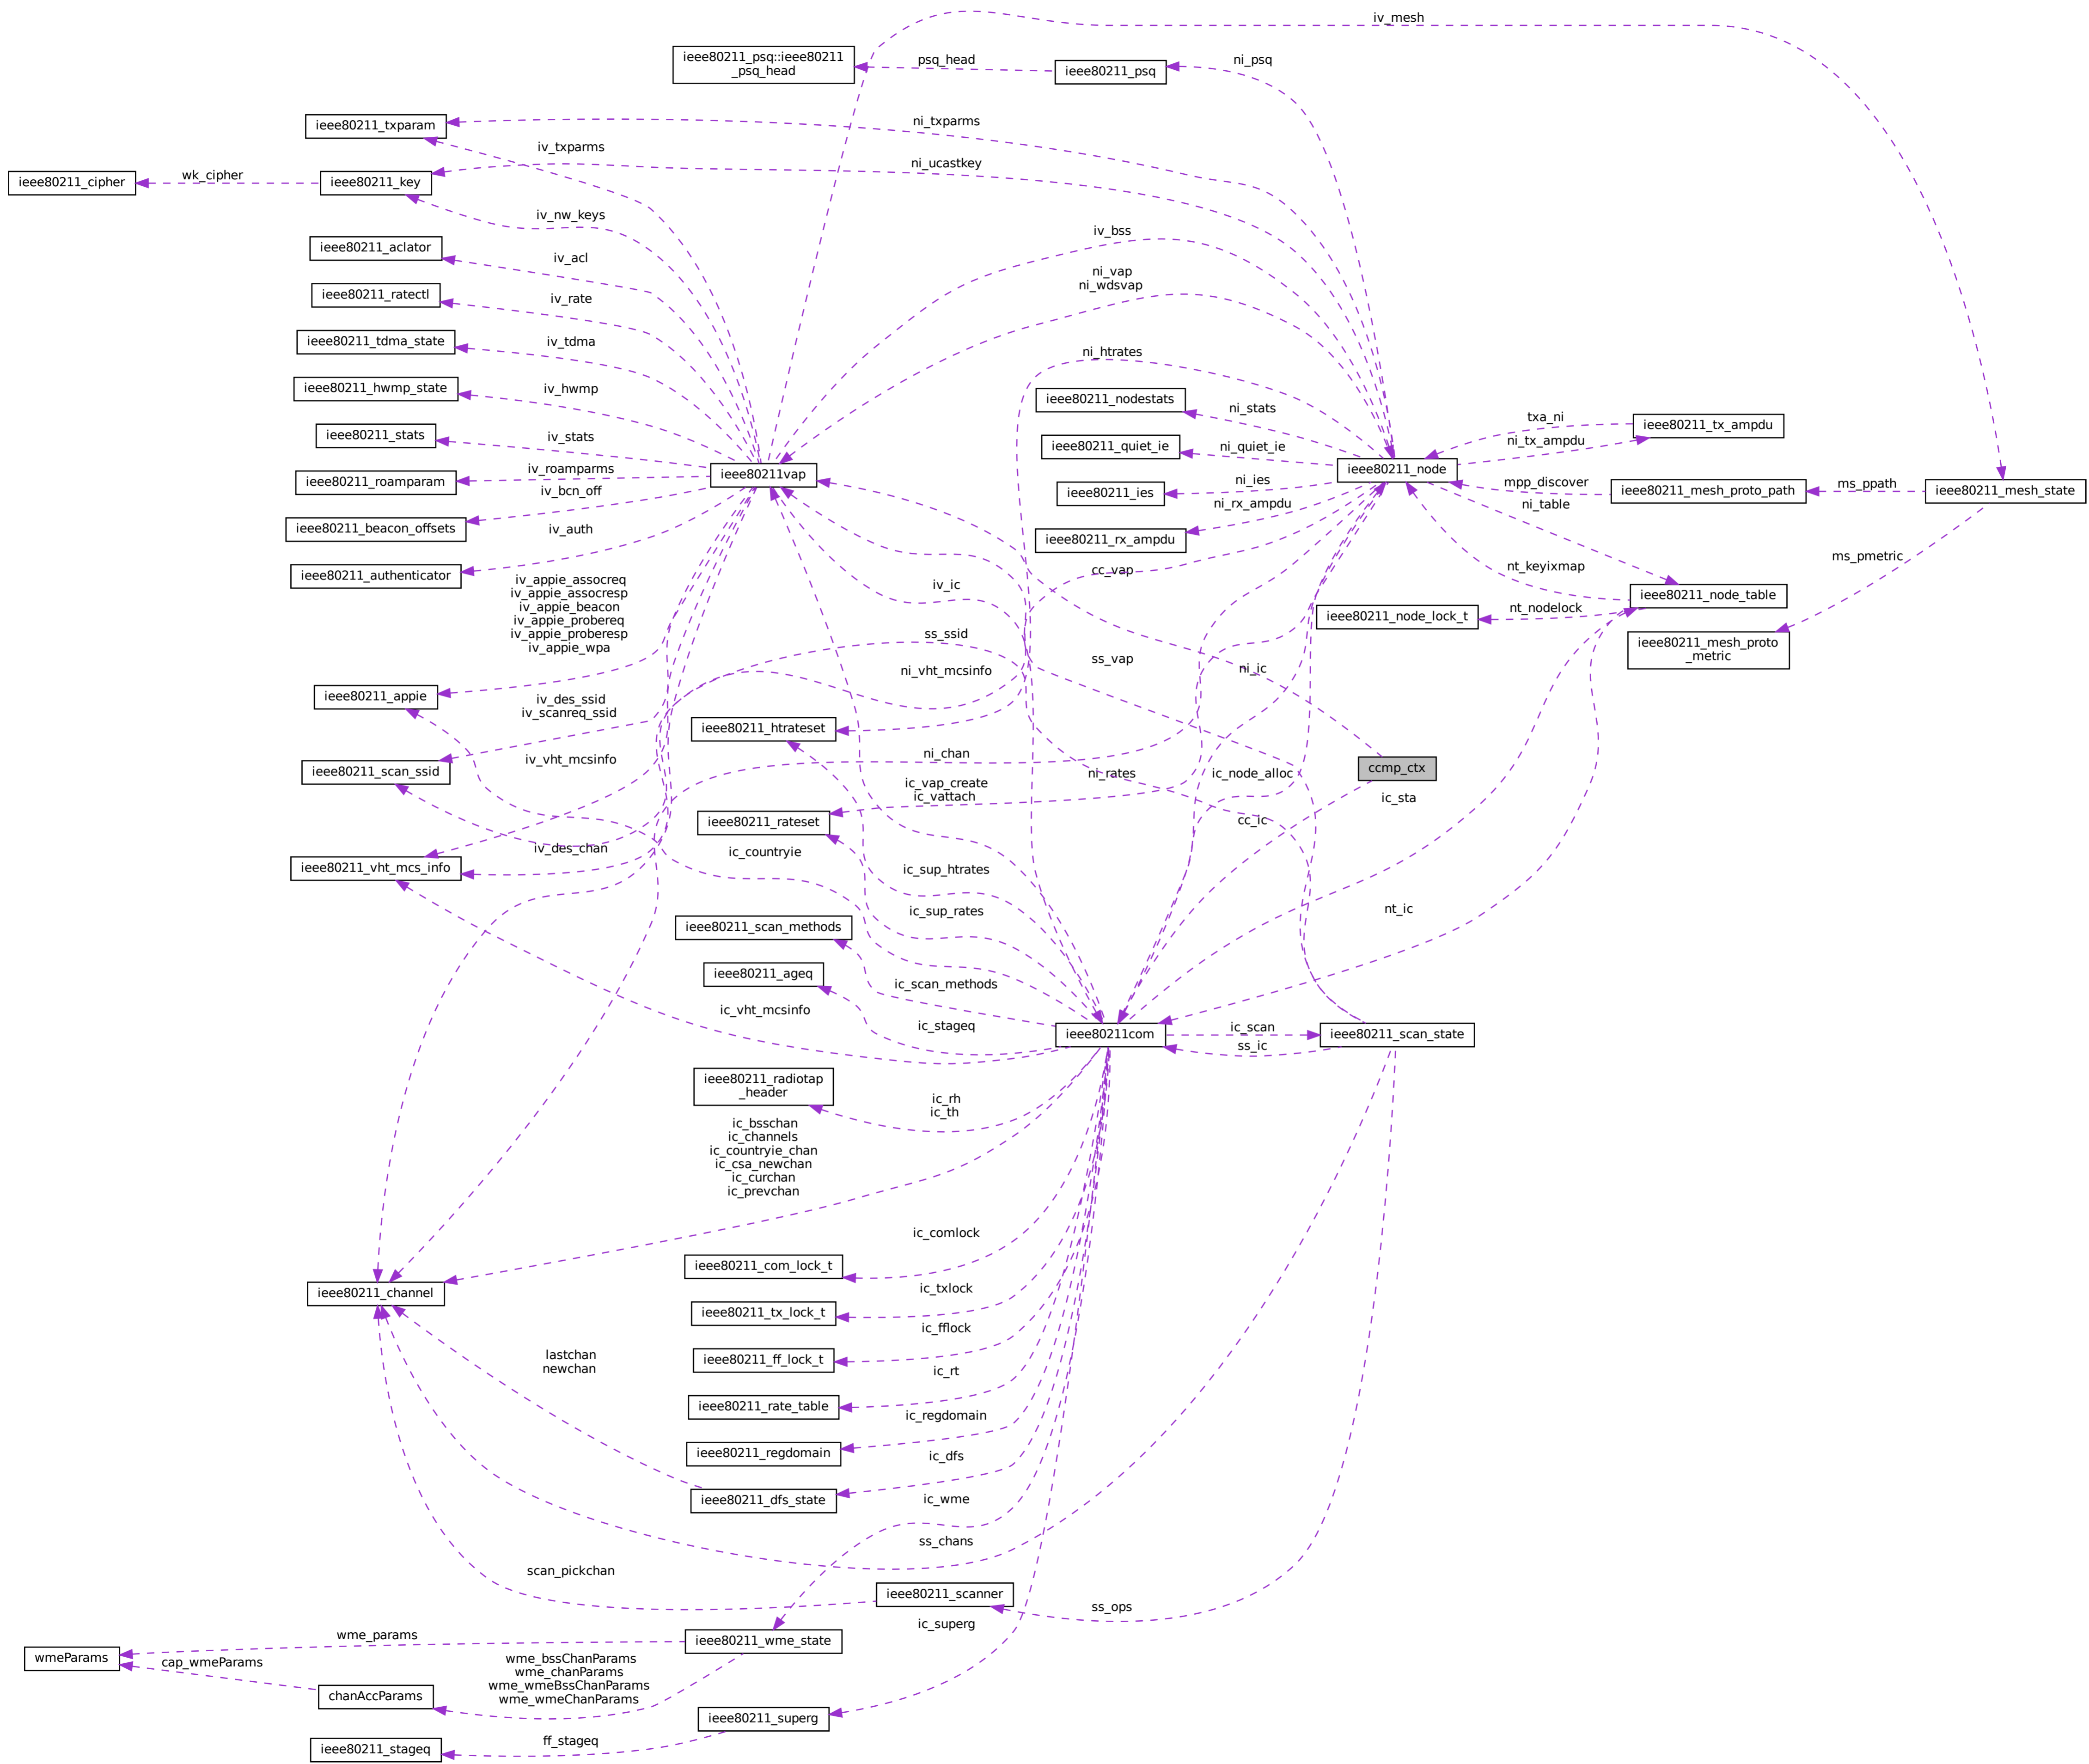 iv_mesh
ieee80211_psq::ieee80211
_psq_head
psq_head
ieee80211_psq
ni_psq
ieee80211_txparam
ni_txparms
iv_txparms
ni_ucastkey
ieee80211_cipher
wk_cipher
ieee80211_key
iv_nw_keys
iv_bss
ieee80211_aclator
iv_acl
ni_vap
ni_wdsvap
ieee80211_ratectl
iv_rate
ieee80211_tdma_state
iv_tdma
ni_htrates
ieee80211_hwmp_state
iv_hwmp
ieee80211_nodestats
ni_stats
txa_ni
ieee80211_tx_ampdu
ieee80211_stats
iv_stats
ieee80211_quiet_ie
ni_quiet_ie
ni_tx_ampdu
ieee80211vap
ieee80211_node
ieee80211_roamparam
iv_roamparms
iv_bcn_off
ieee80211_ies
ni_ies
mpp_discover
ieee80211_mesh_proto_path
ms_ppath
ieee80211_mesh_state
ni_rx_ampdu
ni_table
ieee80211_beacon_offsets
iv_auth
ieee80211_rx_ampdu
ms_pmetric
ieee80211_authenticator
cc_vap
nt_keyixmap
iv_appie_assocreq
iv_appie_assocresp
iv_appie_beacon
iv_appie_probereq
iv_appie_proberesp
iv_appie_wpa
iv_ic
ieee80211_node_table
ieee80211_node_lock_t
nt_nodelock
ss_ssid
ieee80211_mesh_proto
_metric
ss_vap
ni_ic
ni_vht_mcsinfo
ieee80211_appie
iv_des_ssid
iv_scanreq_ssid
ieee80211_htrateset
ieee80211_scan_ssid
iv_vht_mcsinfo
ni_chan
ccmp_ctx
ni_rates
ic_node_alloc
ic_vap_create
ic_vattach
ic_sta
ieee80211_rateset
cc_ic
iv_des_chan
ic_countryie
ieee80211_vht_mcs_info
ic_sup_htrates
ic_sup_rates
nt_ic
ieee80211_scan_methods
ieee80211_ageq
ic_scan_methods
ic_vht_mcsinfo
ic_stageq
ieee80211com
ic_scan
ss_ic
ieee80211_scan_state
ieee80211_radiotap
_header
ic_rh
ic_th
ic_bsschan
ic_channels
ic_countryie_chan
ic_csa_newchan
ic_curchan
ic_prevchan
ic_comlock
ieee80211_com_lock_t
ieee80211_channel
ic_txlock
ieee80211_tx_lock_t
ic_fflock
lastchan
newchan
ieee80211_ff_lock_t
ic_rt
ieee80211_rate_table
ic_regdomain
ieee80211_regdomain
ic_dfs
ieee80211_dfs_state
ic_wme
ss_chans
scan_pickchan
ieee80211_scanner
ss_ops
ic_superg
wme_params
ieee80211_wme_state
wmeParams
cap_wmeParams
wme_bssChanParams
wme_chanParams
wme_wmeBssChanParams
wme_wmeChanParams
chanAccParams
ieee80211_superg
ff_stageq
ieee80211_stageq